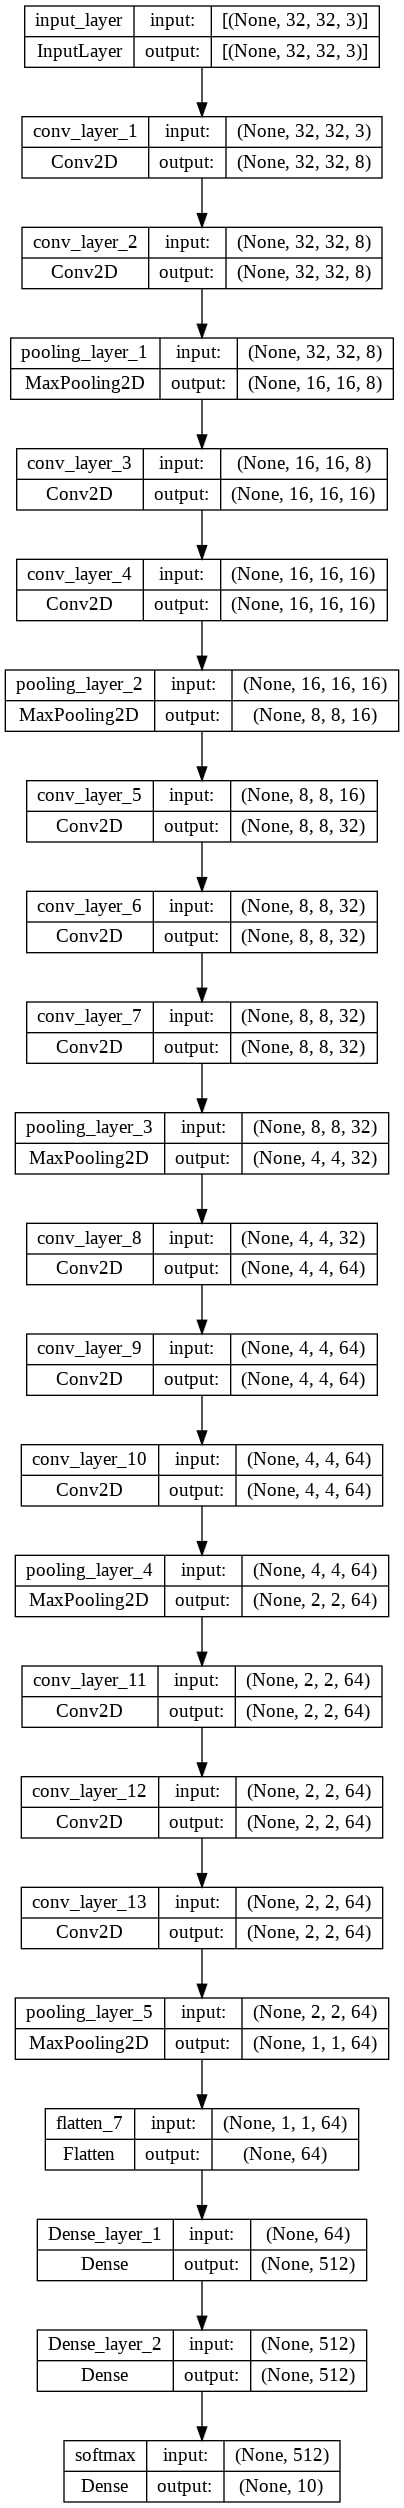 input_layer input: [(None, 32, 32, 3)]
InputLayer output: [(None, 32, 32, 3)]
conv_layer_1 input: (None, 32, 32, 3)
Conv2D output: (None, 32, 32, 8)
conv_layer_2 input: (None, 32, 32, 8)
Conv2D output: (None, 32, 32, 8)
pooling_layer_1 input: (None, 32, 32, 8)
MaxPooling2D output: (None, 16, 16, 8)
conv_layer_3 input: (None, 16, 16, 8)
Conv2D output: (None, 16, 16, 16)
conv_layer_4 input: (None, 16, 16, 16)
Conv2D output: (None, 16, 16, 16)
pooling_layer_2 input: (None, 16, 16, 16)
MaxPooling2D output: (None, 8, 8, 16)
conv_layer_5 input: (None, 8, 8, 16)
Conv2D output: (None, 8, 8, 32)
conv_layer_6 input: (None, 8, 8, 32)
Conv2D output: (None, 8, 8, 32)
conv_layer_7 input: (None, 8, 8, 32)
Conv2D output: (None, 8, 8, 32)
pooling_layer_3 input: (None, 8, 8, 32)
MaxPooling2D output: (None, 4, 4, 32)
conv_layer_8 input: (None, 4, 4, 32)
Conv2D output: (None, 4, 4, 64)
conv_layer_9 input: (None, 4, 4, 64)
Conv2D output: (None, 4, 4, 64)
conv_layer_10 input: (None, 4, 4, 64)
Conv2D output: (None, 4, 4, 64)
pooling_layer_4 input: (None, 4, 4, 64)
MaxPooling2D output: (None, 2, 2, 64)
conv_layer_11 input: (None, 2, 2, 64)
Conv2D output: (None, 2, 2, 64)
conv_layer_12 input: (None, 2, 2, 64)
Conv2D output: (None, 2, 2, 64)
conv_layer_13 input: (None, 2, 2, 64)
Conv2D output: (None, 2, 2, 64)
pooling_layer_5 input: (None, 2, 2, 64)
MaxPooling2D output: (None, 1, 1, 64)
flatten_7 input: (None, 1, 1, 64)
Flatten output: (None, 64)
Dense_layer_1 input: (None, 64)
Dense output: (None, 512)
Dense_layer_2 input: (None, 512)
Dense output: (None, 512)
softmax input: (None, 512)
Dense output: (None, 10)